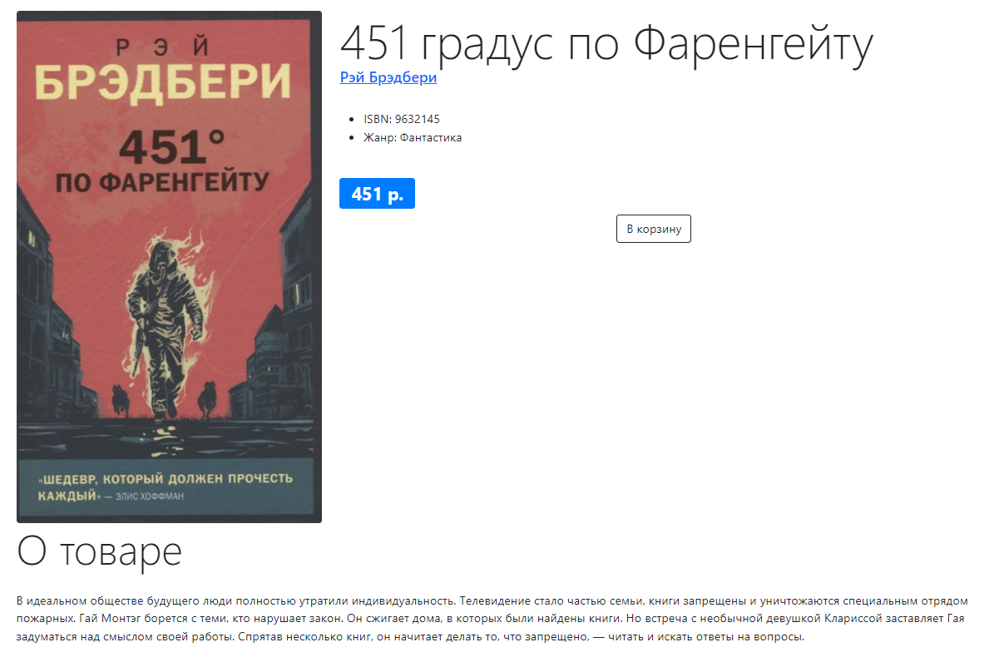 РЭЙ
БРЭДБЕРИ
451°
ПО ФАРЕНГЕЙТУ
«ШЕДЕВР, КОТОРЫЙ ДОЛЖЕН ПРОЧЕСТЬ
КАЖДЫЙ» — ЭЛИС ХОФФМАН
451 градус по Фаренгейту
Рэй Брэдбери
• ISBN: 9632145
• Жанр: Фантастика
451 р.
В корзину
О товаре
В идеальном обществе будущего люди полностью утратили индивидуальность. Телевидение стало частью семьи, книги запрещены и уничтожаются специальным отрядом
пожарных. Гай Монтэг борется с теми, кто нарушает закон. Он сжигает дома, в которых были найдены книги. Но встреча с необычной девушкой Клариссой заставляет Гая
задуматься над смыслом своей работы. Спрятав несколько книг, он начитает делать то, что запрещено, — читать и искать ответы на вопросы.